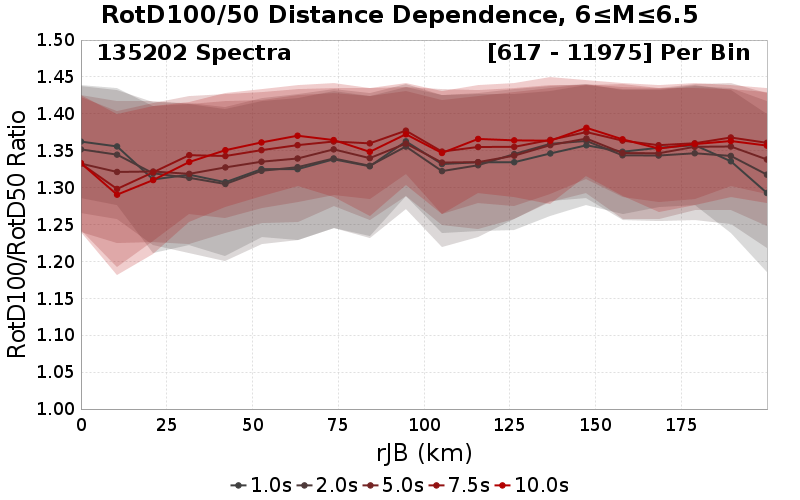 RotD100/50 Distance Dependence, 6≤M≤6.5
135202 Spectra
[617 - 11975] Per Bin
RotD100/RotD50 Ratio
1.50
1.45
1.40
1.35
1.30
1.25
1.20
1.15
1.10
1.05
1.00
0 25 50 75 100 125 150 175
rJB (km)
1.0s 2.0s 5.0s 7.5s 10.0s